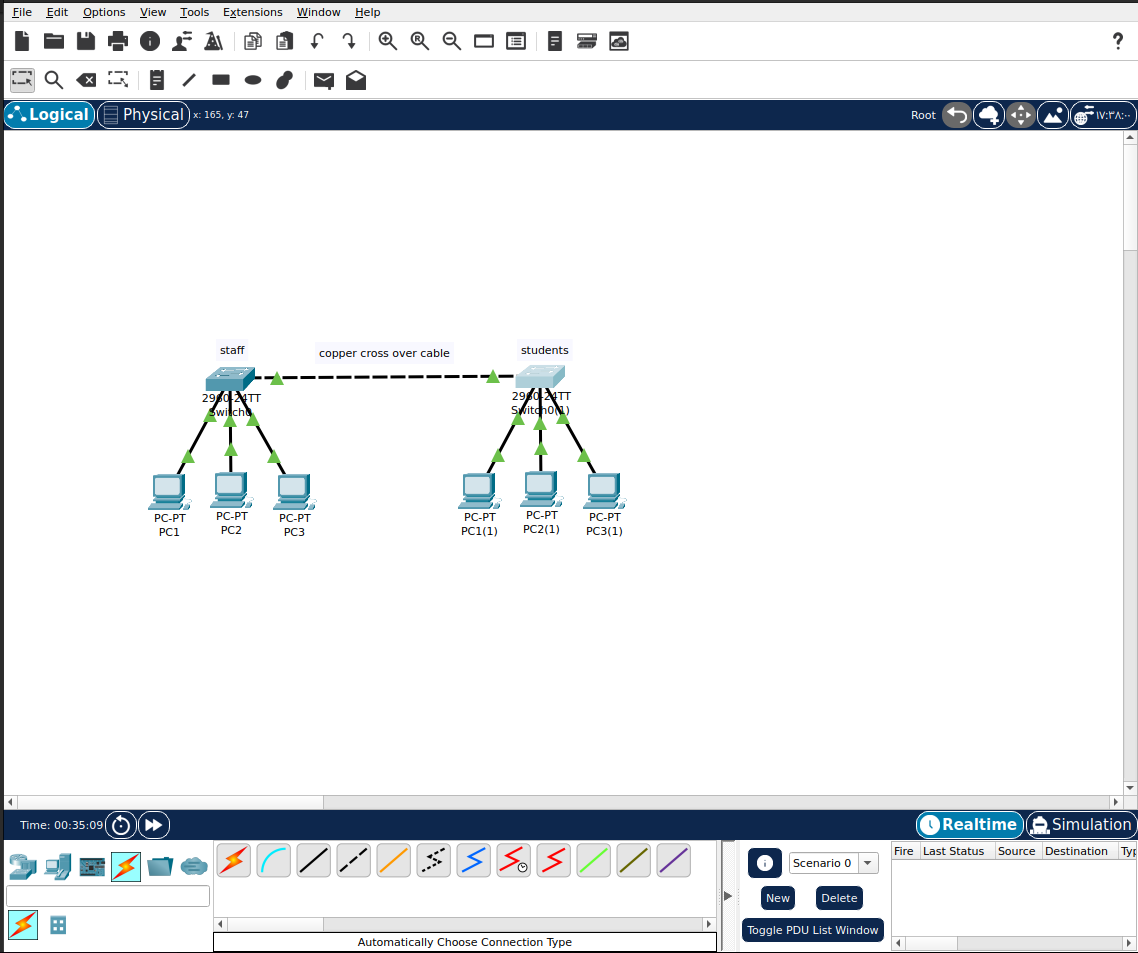 File Edit Options View Tools Extensions Window Help
?
Logical Physical x: 165, y: 47 Root ١٧:٣٨:٠٠
staff copper cross over cable students
2960-24TT
Switch0
2960-24TT
Switch0(1)
PC-PT
PC1
PC-PT
PC2
PC-PT
PC3
PC-PT
PC1(1)
PC-PT
PC2(1)
PC-PT
PC3(1)
Time: 00:35:09 Realtime Simulation
Scenario 0
New Delete
Toggle PDU List Window
Fire Last Status Source Destination Typ
Automatically Choose Connection Type